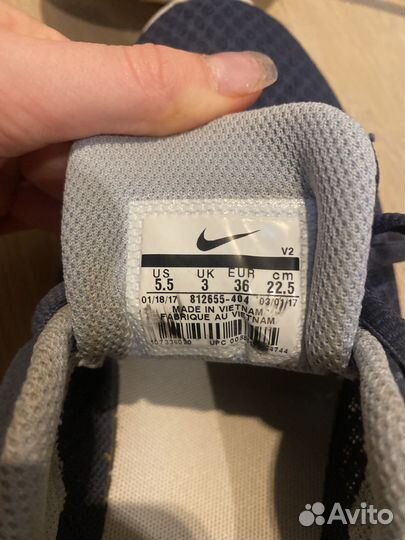 V2
US UK EUR cm
5.5 3 36 22.5
01/18/17 812655-404 03/01/17
MADE IN VIETNAM
FABRIQUE AU VIETNAM
UPC
Avito